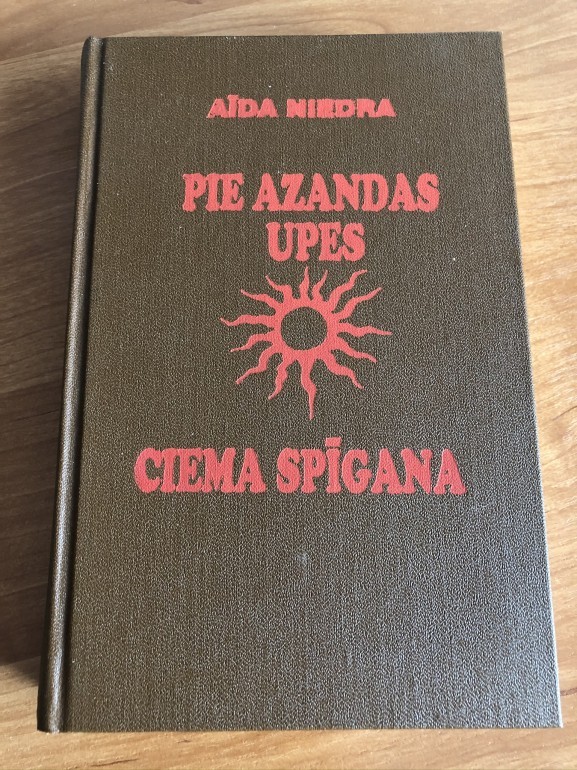 AĪDA NIEDRA
PIE AZANDAS
UPES
CIEMA SPĪGANA